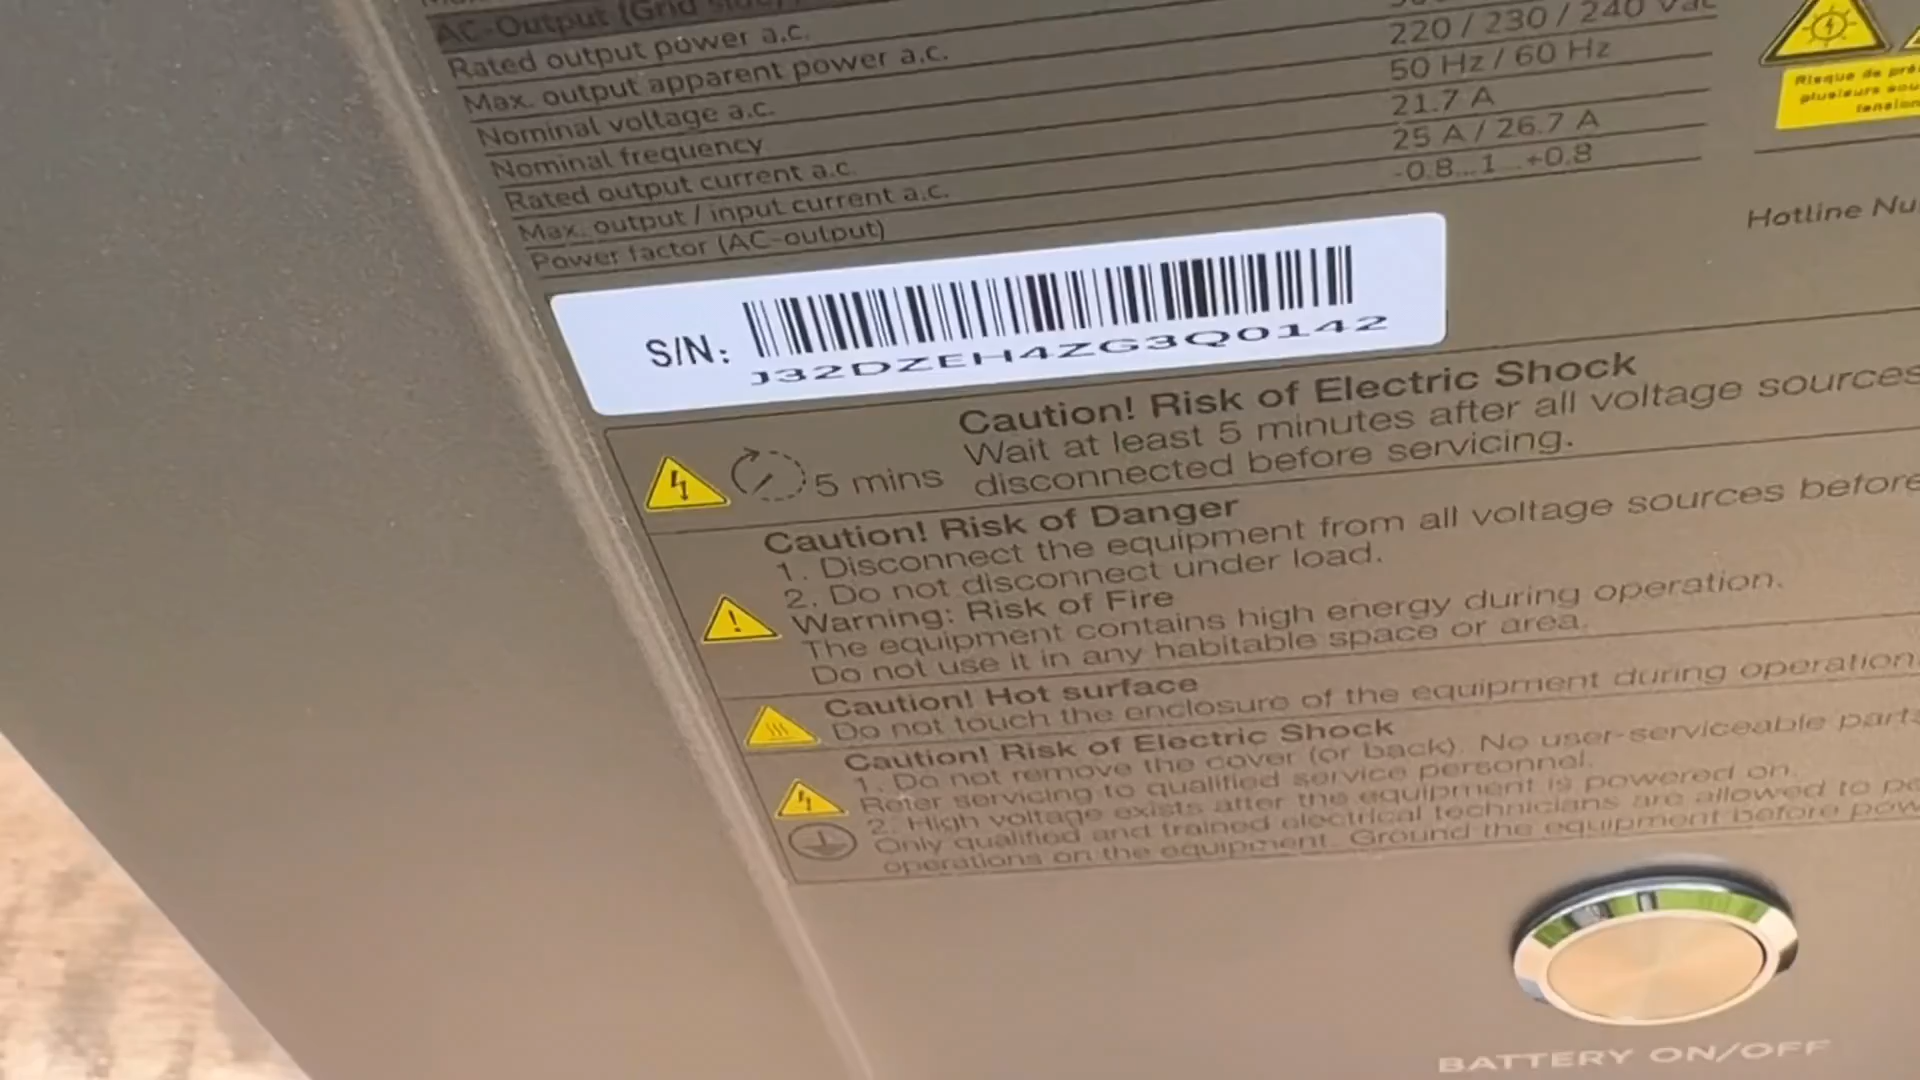 AC-Output (Grid side)
Rated output power a.c.
Max. output apparent power a.c.
Nominal voltage a.c. 220 / 230 / 240 Vac
Nominal frequency 50 Hz / 60 Hz
Rated output current a.c. 21.7 A
Max. output / input current a.c. 25 A / 26.7 A
Power factor (AC-output) -0.8...1...+0.8
Risque de
plusieurs
tension
Hotline
S/N:
J32DZEH4ZG3Q0142
Caution! Risk of Electric Shock
5 mins Wait at least 5 minutes after all voltage sources
disconnected before servicing.
Caution! Risk of Danger
1. Disconnect the equipment from all voltage sources before
2. Do not disconnect under load.
Warning: Risk of Fire
The equipment contains high energy during operation.
Do not use it in any habitable space or area.
Caution! Hot surface
Do not touch the enclosure of the equipment during operation.
Caution! Risk of Electric Shock
1. Do not remove the cover (or back). No user-serviceable parts
Refer servicing to qualified service personnel.
2. High voltage exists after the equipment is powered on.
Only qualified and trained electrical technicians are allowed to
operations on the equipment. Ground the equipment before
BATTERY ON/OFF